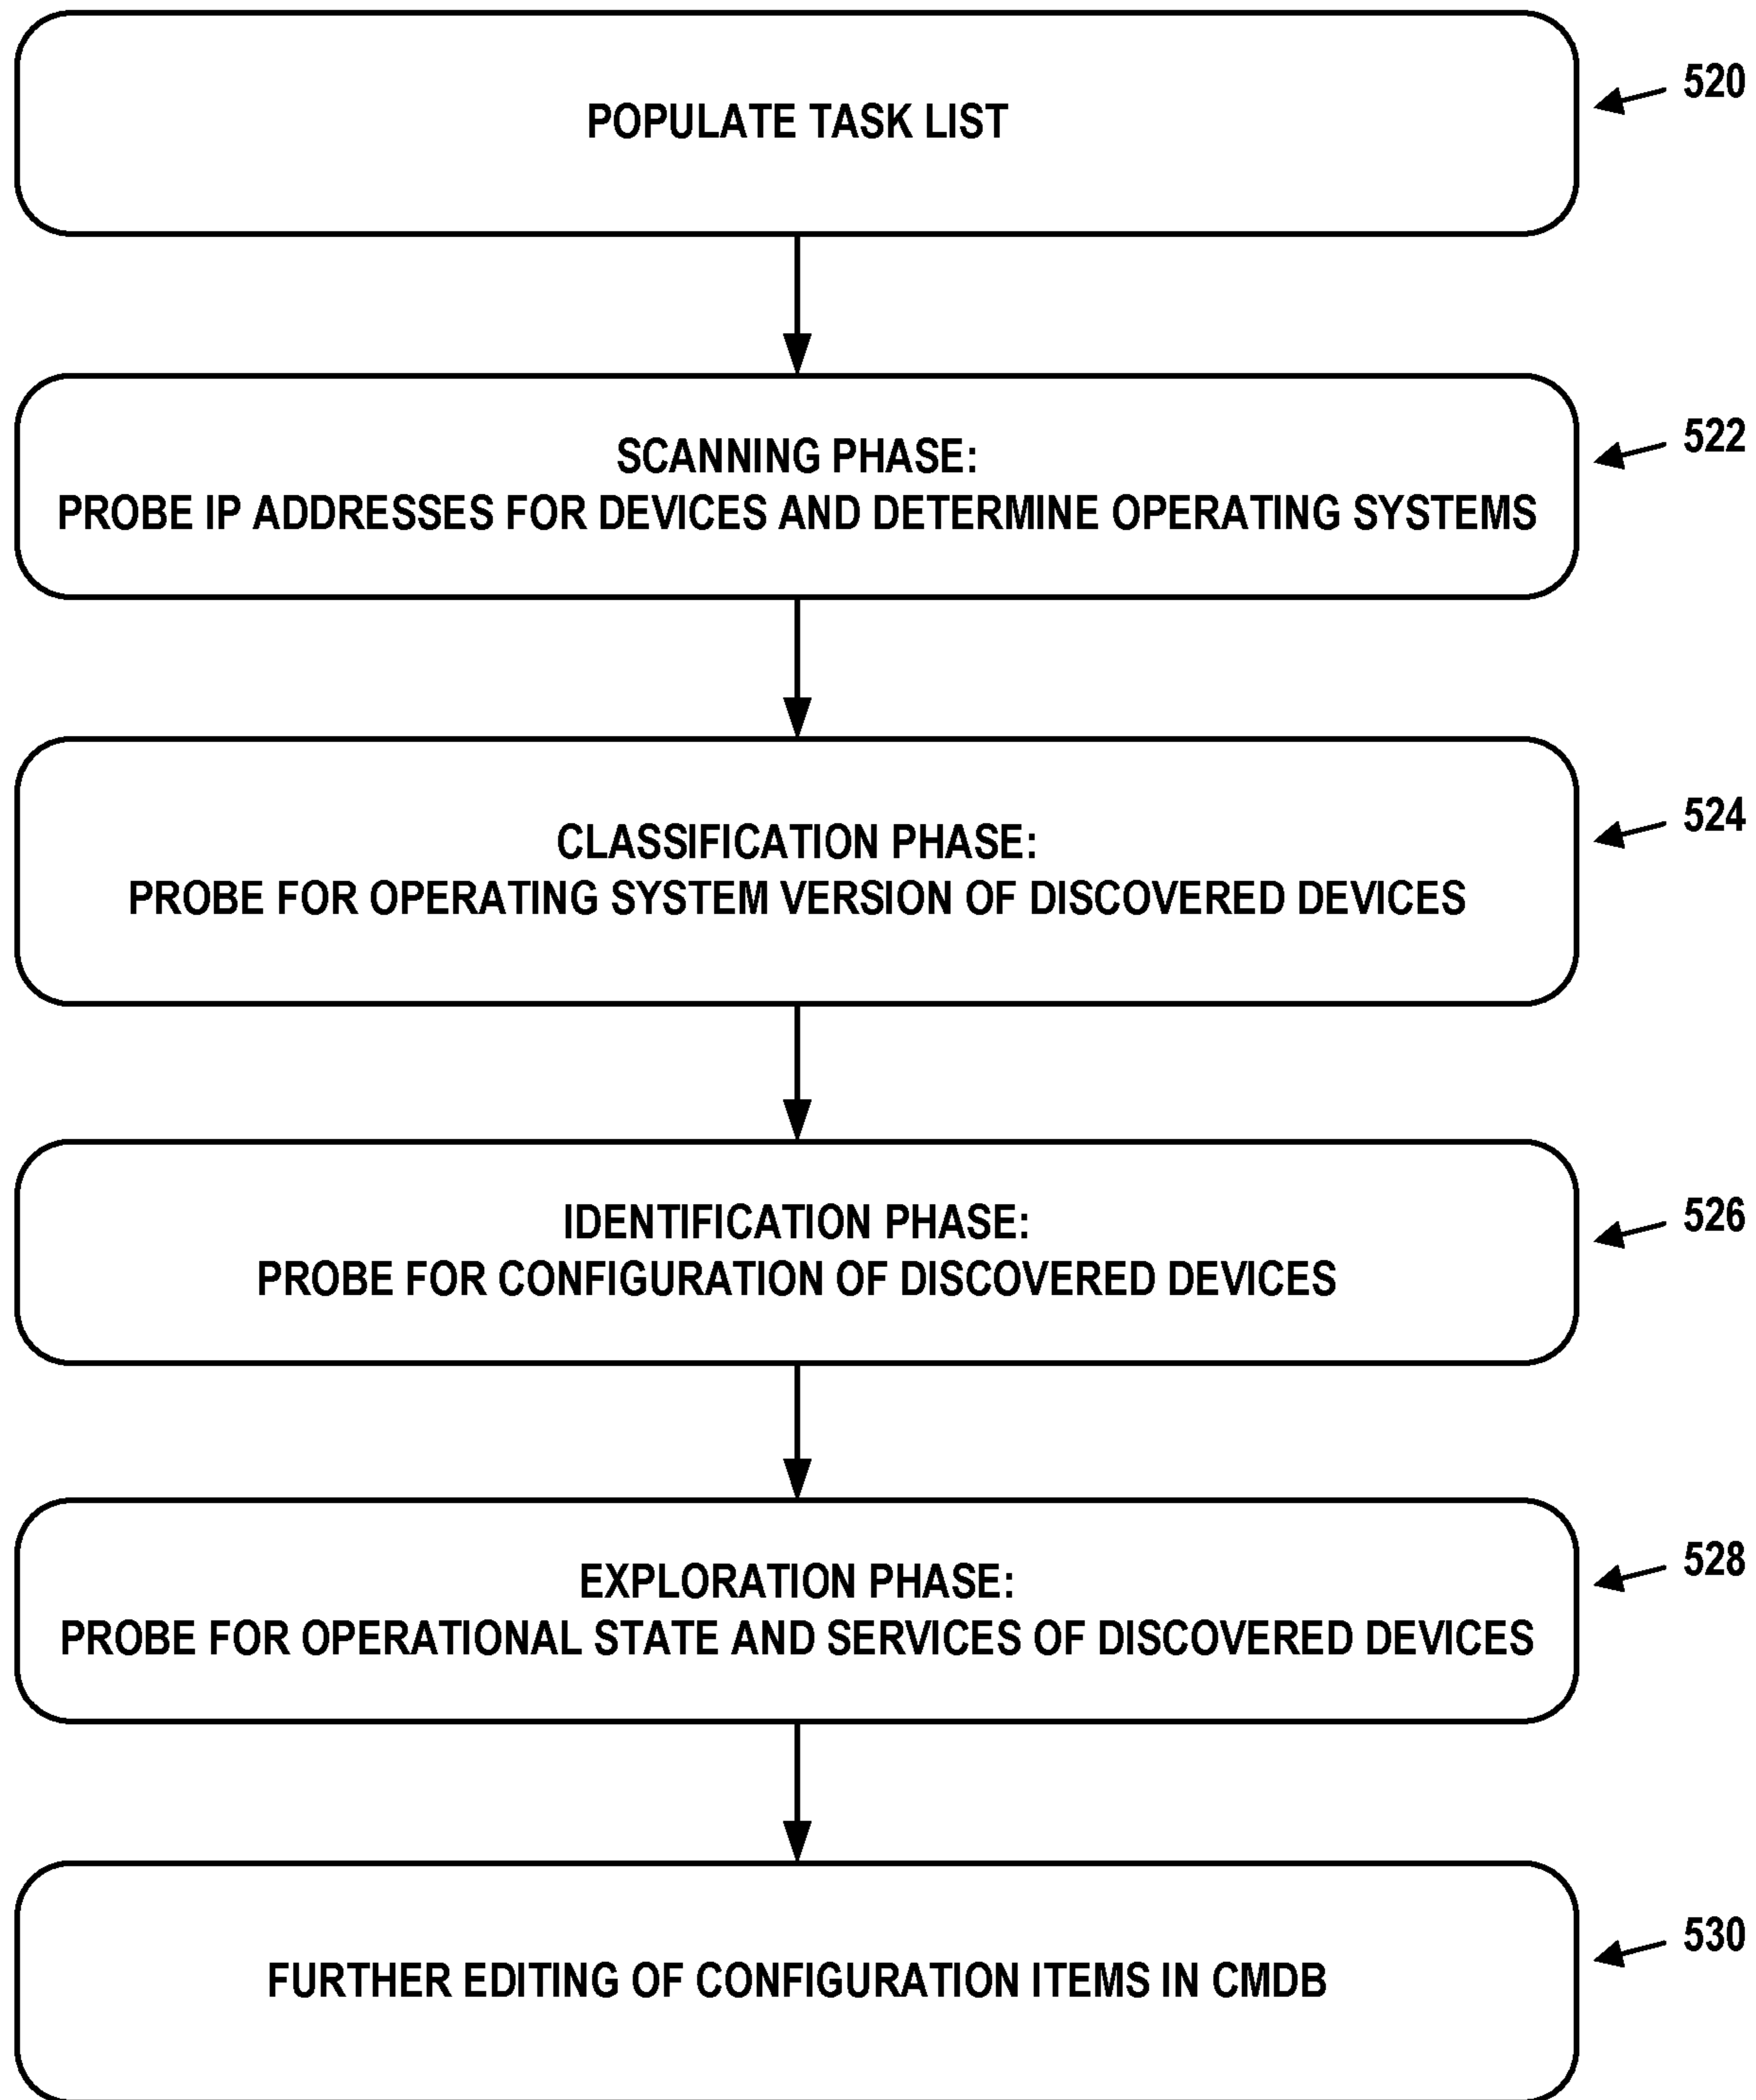 POPULATE TASK LIST
520
SCANNING PHASE:
PROBE IP ADDRESSES FOR DEVICES AND DETERMINE OPERATING SYSTEMS
522
CLASSIFICATION PHASE:
PROBE FOR OPERATING SYSTEM VERSION OF DISCOVERED DEVICES
524
IDENTIFICATION PHASE:
PROBE FOR CONFIGURATION OF DISCOVERED DEVICES
526
EXPLORATION PHASE:
PROBE FOR OPERATIONAL STATE AND SERVICES OF DISCOVERED DEVICES
528
FURTHER EDITING OF CONFIGURATION ITEMS IN CMDB
530